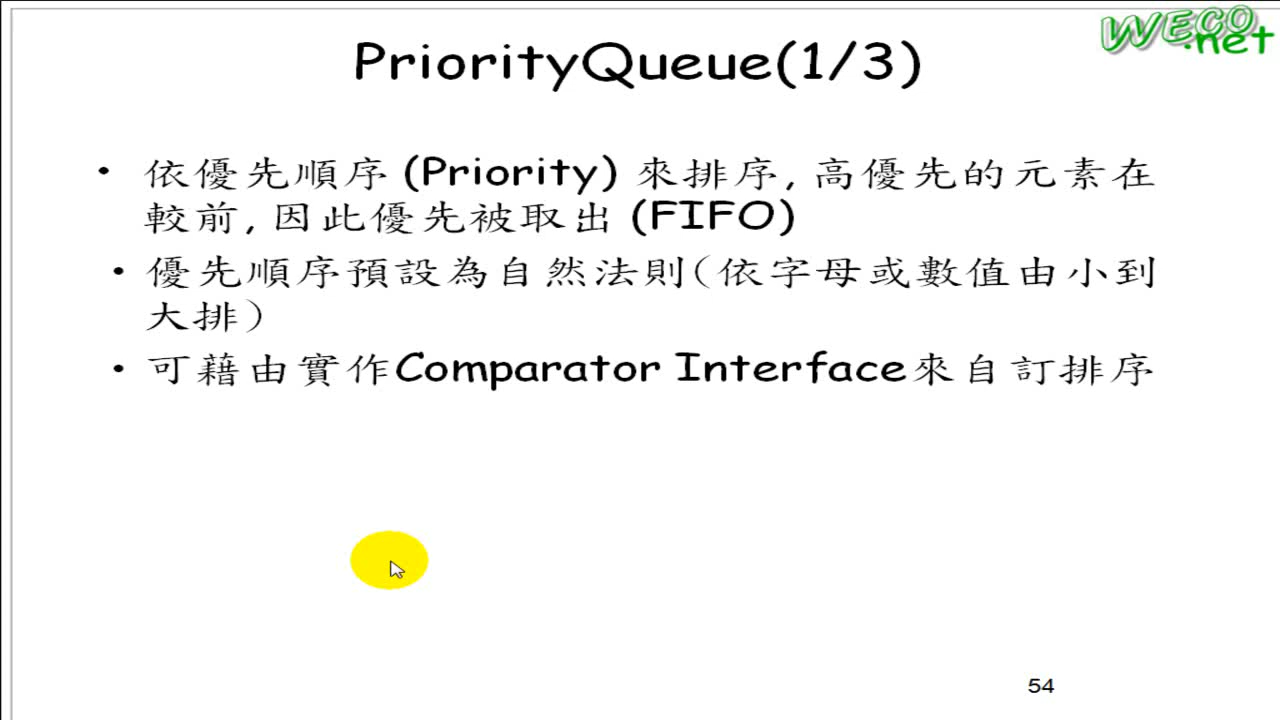 WECO
.net
PriorityQueue(1/3)
• 依優先順序 (Priority) 來排序, 高優先的元素在
較前, 因此優先被取出 (FIFO)
• 優先順序預設為自然法則(依字母或數值由小到
大排)
• 可藉由實作Comparator Interface來自訂排序
54